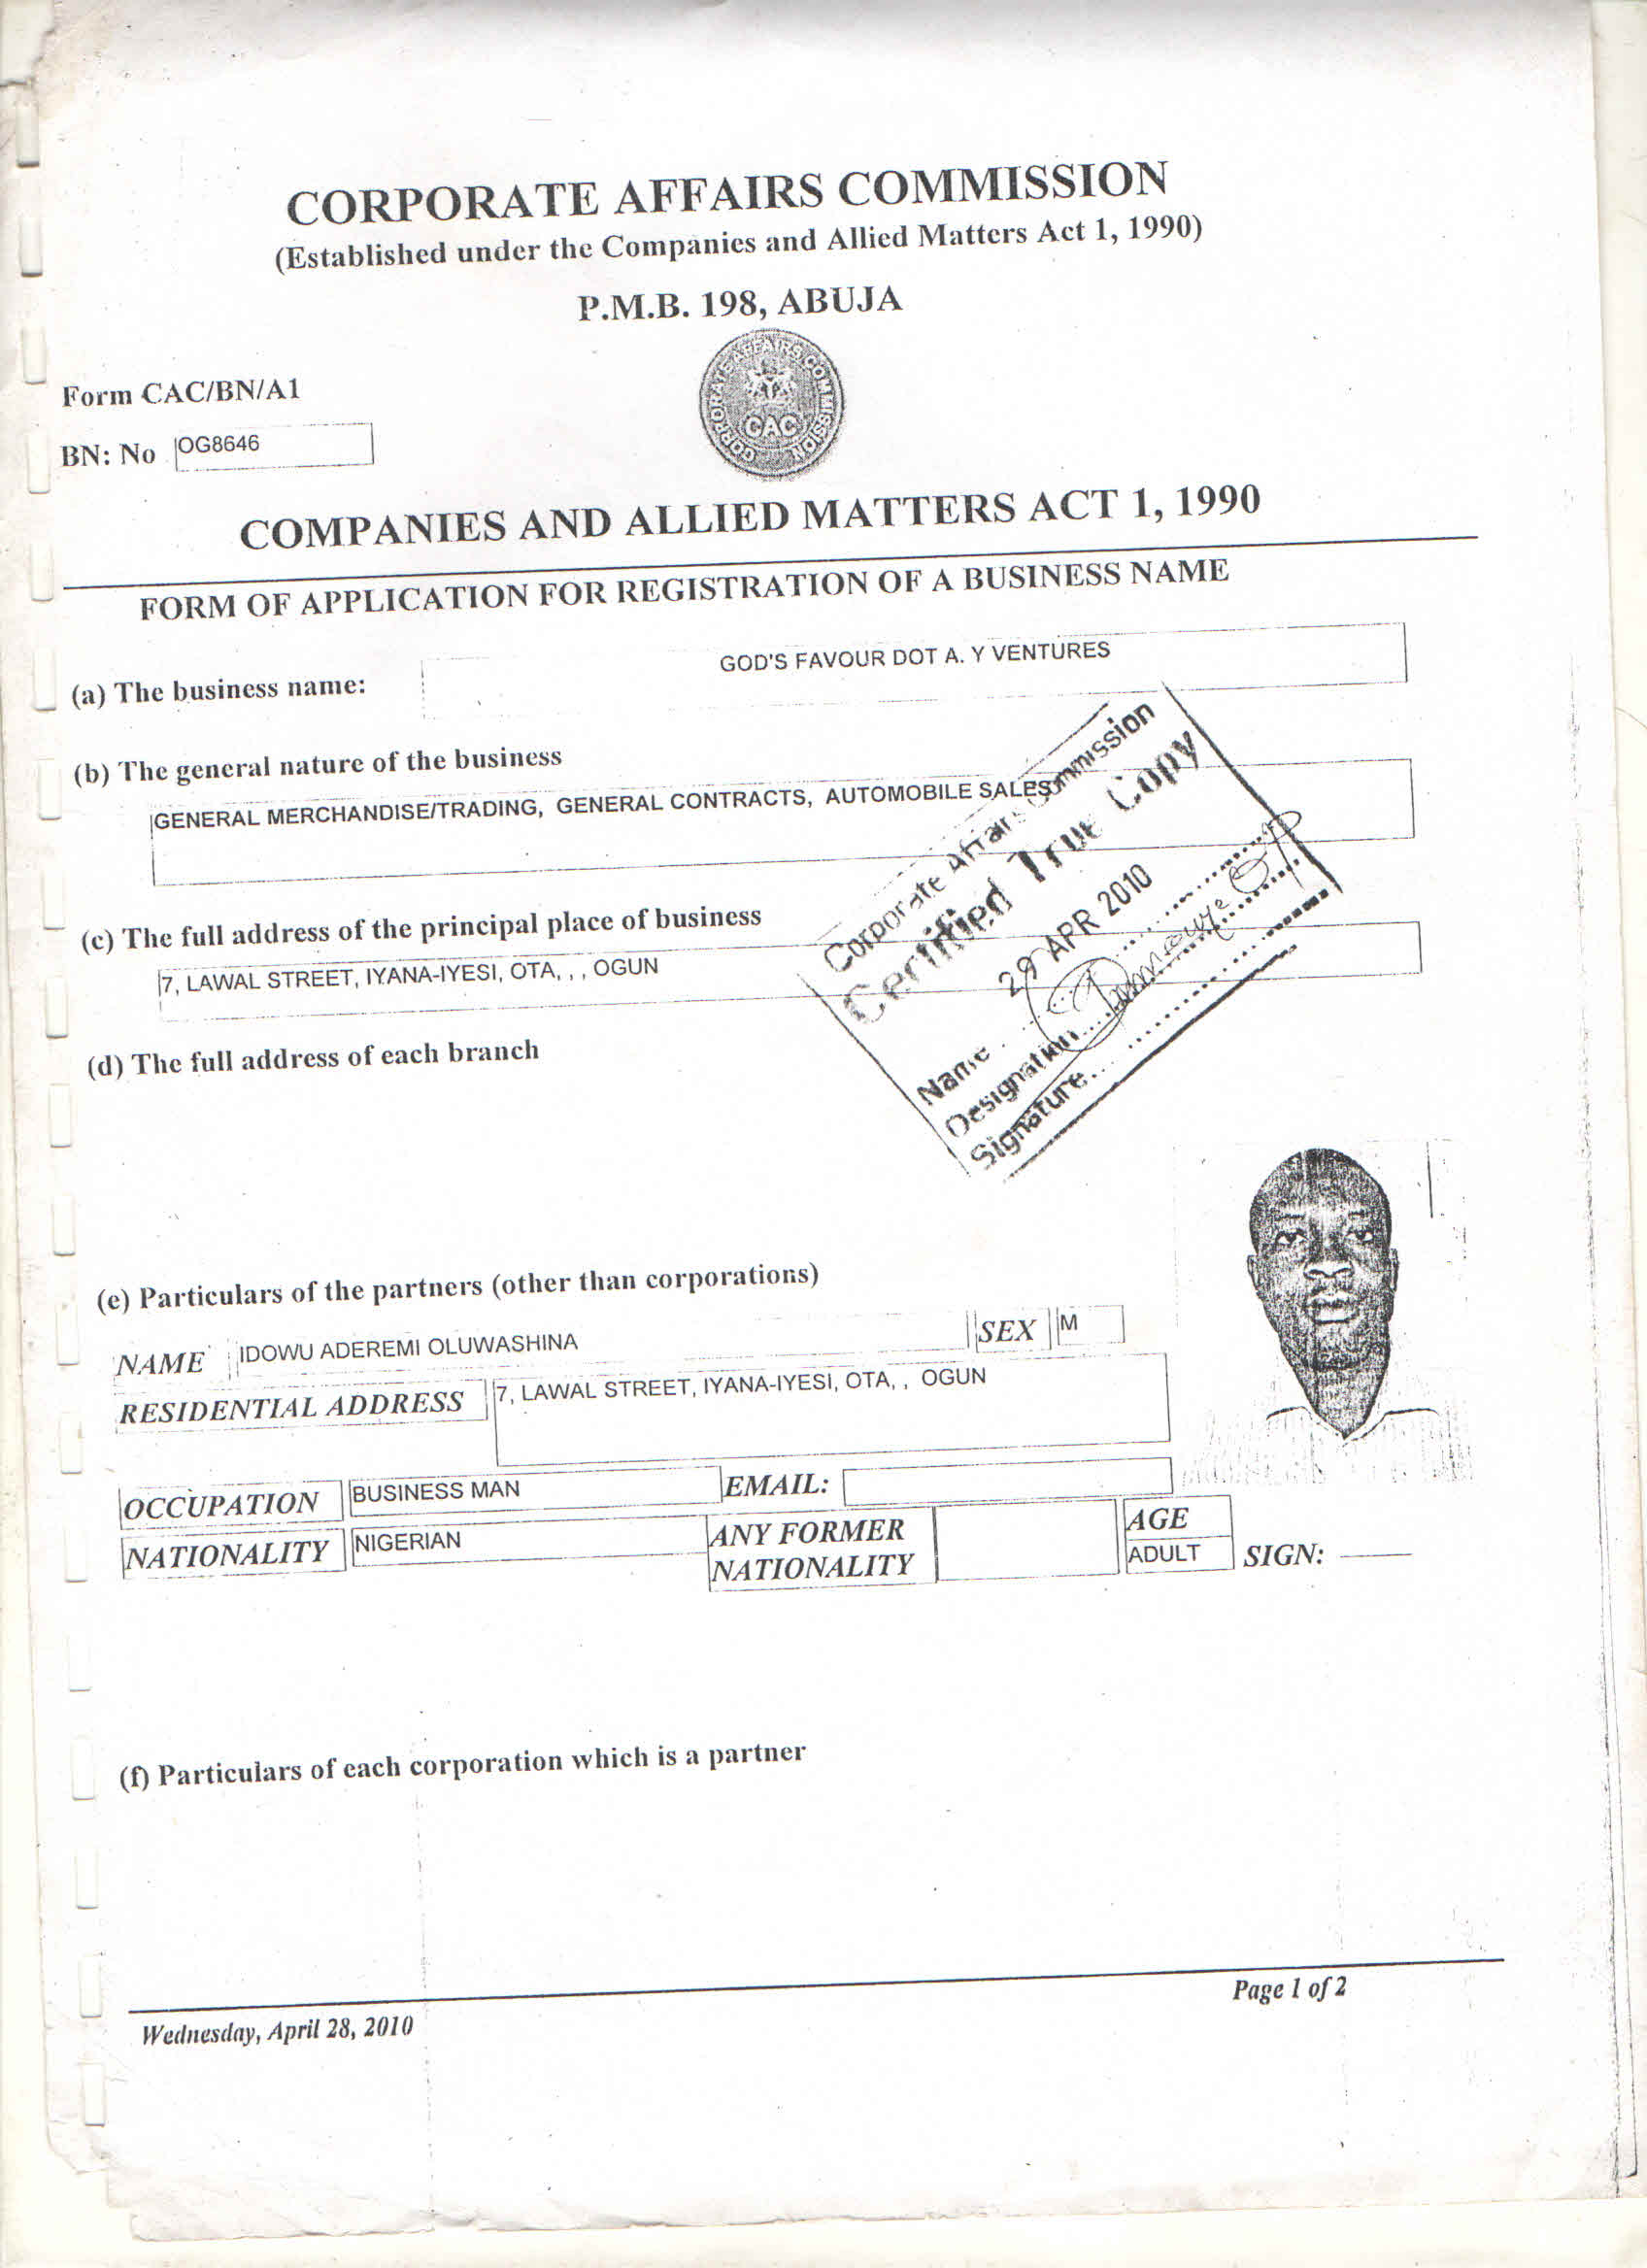 CORPORATE AFFAIRS COMMISSION
(Established under the Companies and Allied Matters Act 1, 1990)
P.M.B. 198, ABUJA
CORPORATE AFFAIRS COMMISSION
CAC
Form CAC/BN/A1
BN: No OG8646
COMPANIES AND ALLIED MATTERS ACT 1, 1990
FORM OF APPLICATION FOR REGISTRATION OF A BUSINESS NAME
(a) The business name: GOD'S FAVOUR DOT A. Y VENTURES
(b) The general nature of the business
GENERAL MERCHANDISE/TRADING, GENERAL CONTRACTS, AUTOMOBILE SALES
(c) The full address of the principal place of business
7, LAWAL STREET, IYANA-IYESI, OTA, , , OGUN
Corporate Affairs Commission
Certified True Copy
29 APR 2010
Name
Designation
Signature
(d) The full address of each branch
(e) Particulars of the partners (other than corporations)
NAME IDOWU ADEREMI OLUWASHINA SEX M
RESIDENTIAL ADDRESS 7, LAWAL STREET, IYANA-IYESI, OTA, , OGUN
OCCUPATION BUSINESS MAN EMAIL:
NATIONALITY NIGERIAN ANY FORMER NATIONALITY AGE ADULT SIGN:
(f) Particulars of each corporation which is a partner
Page 1 of 2
Wednesday, April 28, 2010